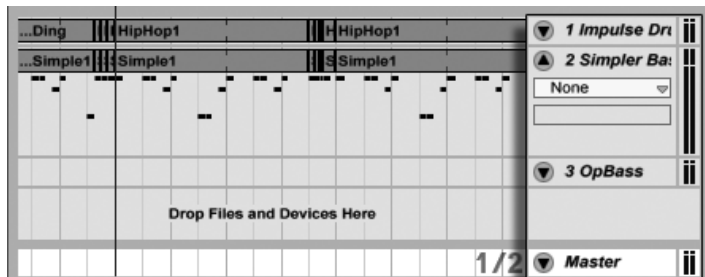 ...Ding HipHop1 H HipHop1 1 Impulse Dru
...Simple1 Simple1 S Simple1 2 Simpler Bas
None
3 OpBass
Drop Files and Devices Here
1/2 Master